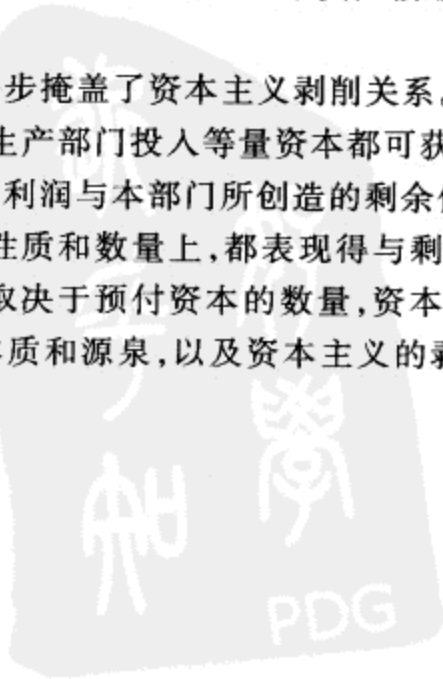 步掩盖了资本主义剥削关系
生产部门投入等量资本都可获
利润与本部门所创造的剩余
性质和数量上,都表现得与剩
取决于预付资本的数量,资本
质和源泉,以及资本主义的剥
PDG